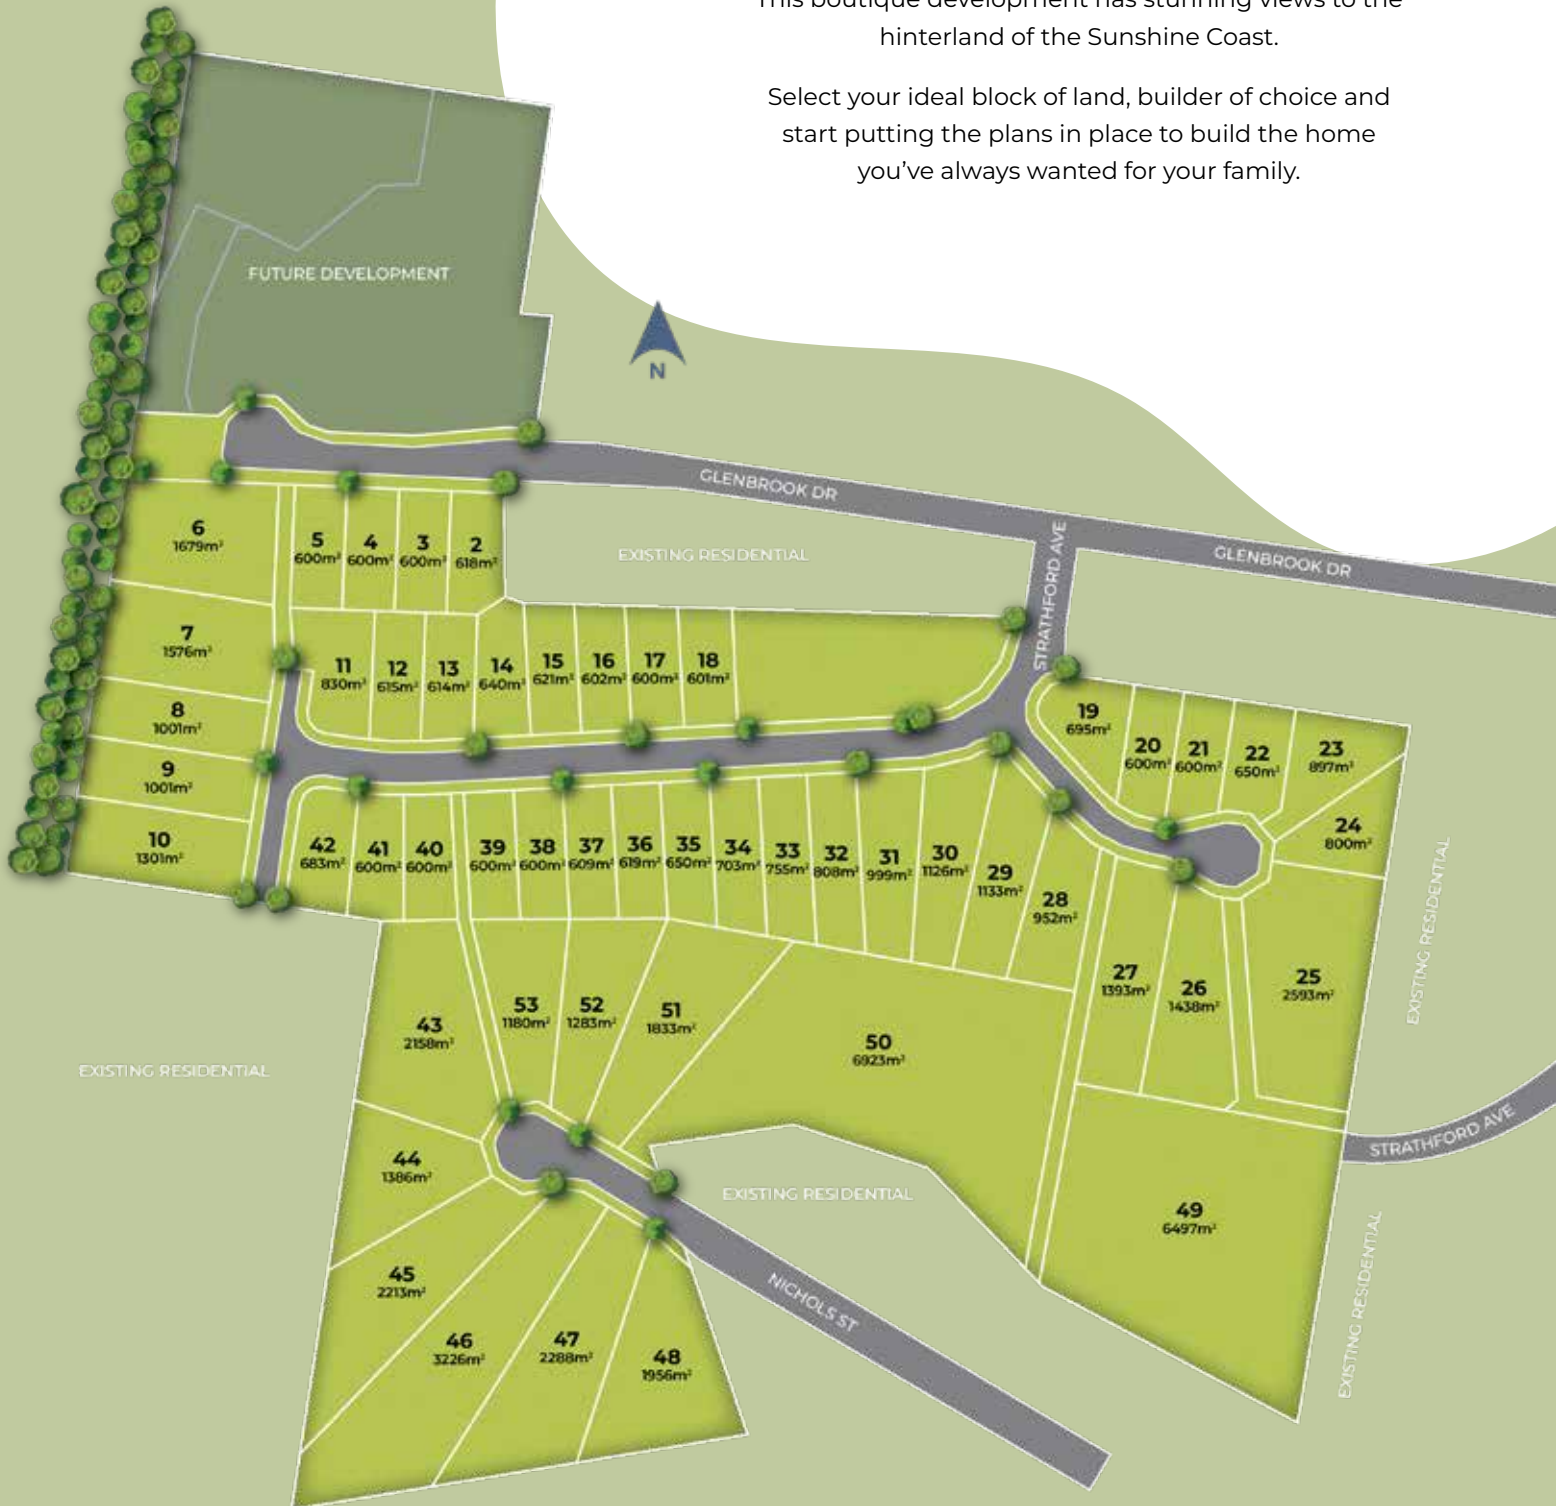 This boutique development has stunning views to the
hinterland of the Sunshine Coast.
Select your ideal block of land, builder of choice and
start putting the plans in place to build the home
you've always wanted for your family.
FUTURE DEVELOPMENT
N
GLENBROOK DR
STRATHFORD AVE
GLENBROOK DR
EXISTING RESIDENTIAL
6
1679m²
5
600m²
4
600m²
3
600m²
2
618m²
7
1576m²
8
1001m²
9
1001m²
10
1301m²
11
830m²
12
615m²
13
614m²
14
640m²
15
621m²
16
602m²
17
600m²
18
601m²
19
695m²
20
600m²
21
600m²
22
650m²
23
897m²
24
800m²
42
683m²
41
600m²
40
600m²
39
600m²
38
600m²
37
609m²
36
619m²
35
650m²
34
703m²
33
755m²
32
808m²
31
999m²
30
1126m²
29
1133m²
28
952m²
27
1393m²
26
1438m²
25
2593m²
EXISTING RESIDENTIAL
43
2158m²
53
1180m²
52
1283m²
51
1833m²
50
6923m²
EXISTING RESIDENTIAL
44
1386m²
EXISTING RESIDENTIAL
STRATHFORD AVE
49
6497m²
45
2213m²
46
3226m²
47
2288m²
48
1956m²
NICHOLS ST
EXISTING RESIDENTIAL